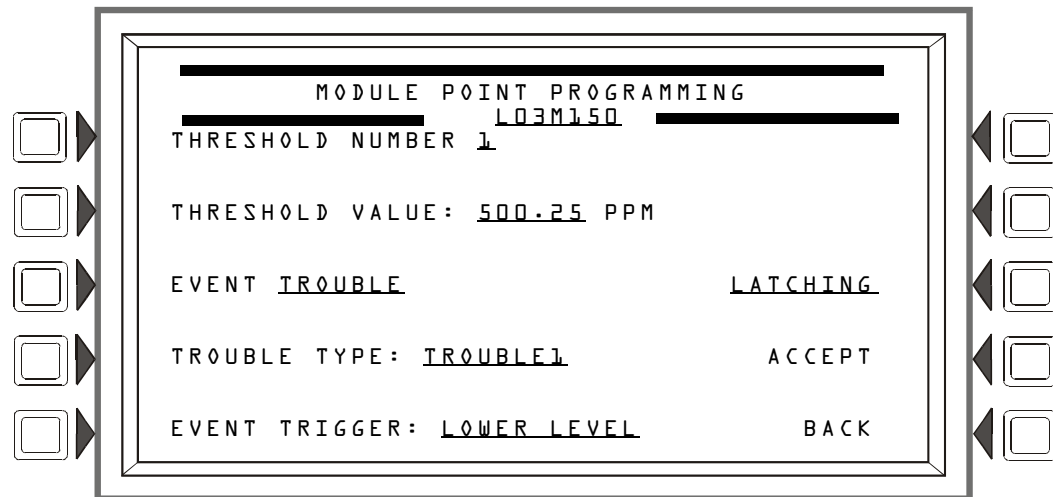 MODULE POINT PROGRAMMING
L03M150
THRESHOLD NUMBER 1
THRESHOLD VALUE: 500.25 PPM
EVENT TROUBLE LATCHING
TROUBLE TYPE: TROUBLE1 ACCEPT
EVENT TRIGGER: LOWER LEVEL BACK